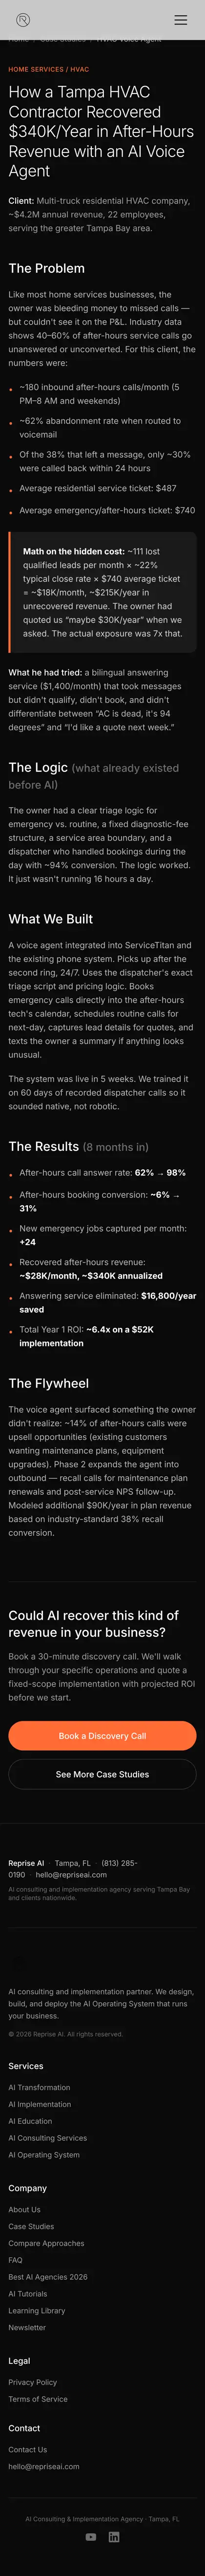 HOME SERVICES / HVAC
How a Tampa HVAC
Contractor Recovered
$340K/Year in After-Hours
Revenue with an AI Voice
Agent
Client: Multi-truck residential HVAC company,
~$4.2M annual revenue, 22 employees,
serving the greater Tampa Bay area.
The Problem
Like most home services businesses, the
owner was bleeding money to missed calls —
but couldn't see it on the P&L. Industry data
shows 40–60% of after-hours service calls go
unanswered or unconverted. For this client, the
numbers were:
• ~180 inbound after-hours calls/month (5
PM–8 AM and weekends)
• ~62% abandonment rate when routed to
voicemail
• Of the 38% that left a message, only ~30%
were called back within 24 hours
• Average residential service ticket: $487
• Average emergency/after-hours ticket: $740
Math on the hidden cost: ~111 lost
qualified leads per month × ~22%
typical close rate × $740 average ticket
= ~$18K/month, ~$215K/year in
unrecovered revenue. The owner had
quoted us “maybe $30K/year” when we
asked. The actual exposure was 7x that.
What he had tried: a bilingual answering
service ($1,400/month) that took messages
but didn't qualify, didn't book, and didn't
differentiate between “AC is dead, it's 94
degrees” and “I'd like a quote next week.”
The Logic (what already existed
before AI)
The owner had a clear triage logic for
emergency vs. routine, a fixed diagnostic-fee
structure, a service area boundary, and a
dispatcher who handled bookings during the
day with ~94% conversion. The logic worked.
It just wasn't running 16 hours a day.
What We Built
A voice agent integrated into ServiceTitan and
the existing phone system. Picks up after the
second ring, 24/7. Uses the dispatcher's exact
triage script and pricing logic. Books
emergency calls directly into the after-hours
tech's calendar, schedules routine calls for
next-day, captures lead details for quotes, and
texts the owner a summary if anything looks
unusual.
The system was live in 5 weeks. We trained it
on 60 days of recorded dispatcher calls so it
sounded native, not robotic.
The Results (8 months in)
• After-hours call answer rate: 62% → 98%
• After-hours booking conversion: ~6% →
31%
• New emergency jobs captured per month:
+24
• Recovered after-hours revenue:
~$28K/month, ~$340K annualized
• Answering service eliminated: $16,800/year
saved
• Total Year 1 ROI: ~6.4x on a $52K
implementation
The Flywheel
The voice agent surfaced something the owner
didn't realize: ~14% of after-hours calls were
upsell opportunities (existing customers
wanting maintenance plans, equipment
upgrades). Phase 2 expands the agent into
outbound — recall calls for maintenance plan
renewals and post-service NPS follow-up.
Modeled additional $90K/year in plan revenue
based on industry-standard 38% recall
conversion.
Could AI recover this kind of
revenue in your business?
Book a 30-minute discovery call. We'll walk
through your specific operations and quote a
fixed-scope implementation with projected ROI
before we start.
Book a Discovery Call
See More Case Studies
Reprise AI · Tampa, FL · (813) 285-
0190 · hello@repriseai.com
AI consulting and implementation agency serving Tampa Bay
and clients nationwide.
AI consulting and implementation partner. We design,
build, and deploy the AI Operating System that runs
your business.
© 2026 Reprise AI. All rights reserved.
Services
AI Transformation
AI Implementation
AI Education
AI Consulting Services
AI Operating System
Company
About Us
Case Studies
Compare Approaches
FAQ
Best AI Agencies 2026
AI Tutorials
Learning Library
Newsletter
Legal
Privacy Policy
Terms of Service
Contact
Contact Us
hello@repriseai.com
AI Consulting & Implementation Agency · Tampa, FL